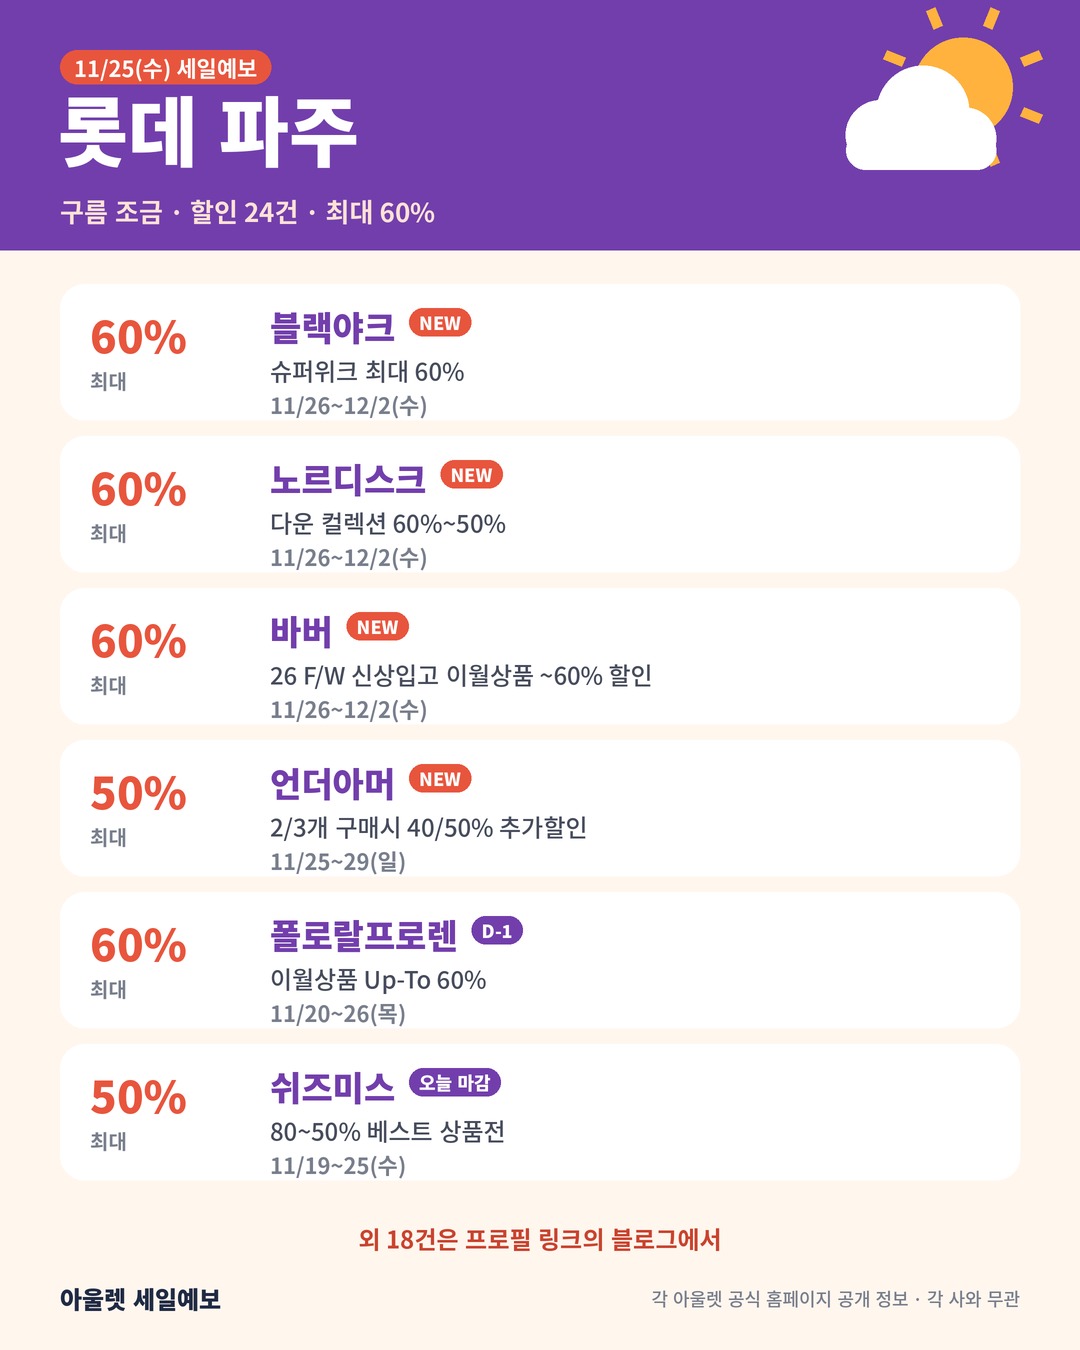 11/25(수) 세일예보
롯데 파주
구름 조금 · 할인 24건 · 최대 60%
60%
최대
블랙야크 NEW
슈퍼위크 최대 60%
11/26~12/2(수)
60%
최대
노르디스크 NEW
다운 컬렉션 60%~50%
11/26~12/2(수)
60%
최대
바버 NEW
26 F/W 신상입고 이월상품 ~60% 할인
11/26~12/2(수)
50%
최대
언더아머 NEW
2/3개 구매시 40/50% 추가할인
11/25~29(일)
60%
최대
폴로랄프로렌 D-1
이월상품 Up-To 60%
11/20~26(목)
50%
최대
쉬즈미스 오늘 마감
80~50% 베스트 상품전
11/19~25(수)
외 18건은 프로필 링크의 블로그에서
아울렛 세일예보
각 아울렛 공식 홈페이지 공개 정보 · 각 사와 무관